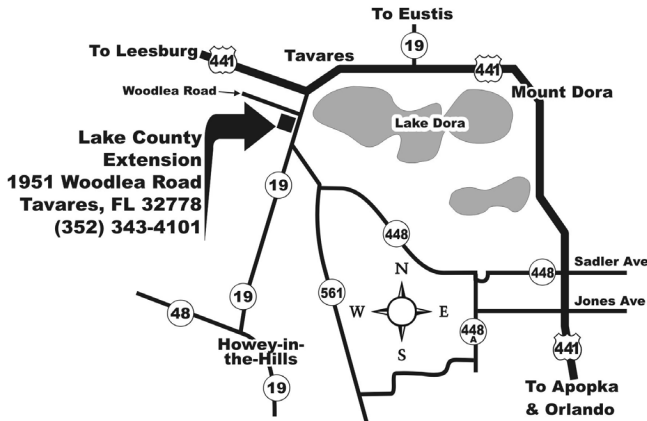 To Eustis
19
To Leesburg
441
Tavares
441
Woodlea Road
Mount Dora
Lake Dora
Lake County
Extension
1951 Woodlea Road
Tavares, FL 32778
(352) 343-4101
19
448
N
W E
S
448
Sadler Ave
561
19
48
Jones Ave
448
A
441
Howey-in-
the-Hills
19
To Apopka
& Orlando